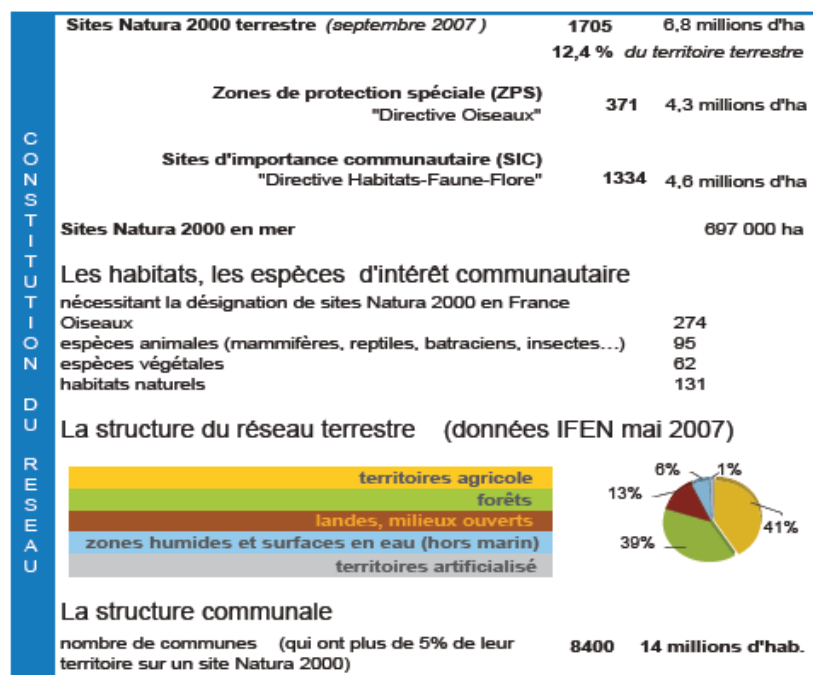 CONSTITUTION DU RESEAU
Sites Natura 2000 terrestre (septembre 2007 ) 1705 6,8 millions d'ha
12,4 % du territoire terrestre
Zones de protection spéciale (ZPS)
"Directive Oiseaux" 371 4,3 millions d'ha
Sites d'importance communautaire (SIC)
"Directive Habitats-Faune-Flore" 1334 4,6 millions d'ha
Sites Natura 2000 en mer 697 000 ha
Les habitats, les espèces d'intérêt communautaire
nécessitant la désignation de sites Natura 2000 en France
Oiseaux 274
espèces animales (mammifères, reptiles, batraciens, insectes...) 95
espèces végétales 62
habitats naturels 131
La structure du réseau terrestre (données IFEN mai 2007)
territoires agricole
forêts
landes, milieux ouverts
zones humides et surfaces en eau (hors marin)
territoires artificialisé
6% 1%
13%
41%
39%
La structure communale
nombre de communes (qui ont plus de 5% de leur 8400 14 millions d'hab.
territoire sur un site Natura 2000)